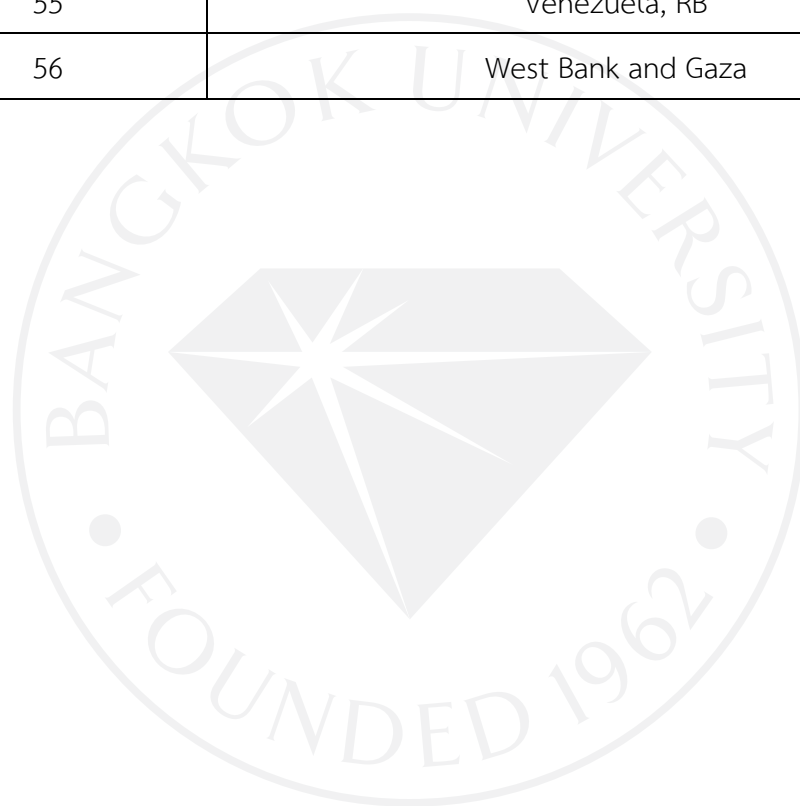 55 Venezuela, RB
56 West Bank and Gaza
BANGKOK UNIVERSITY
FOUNDED 1962